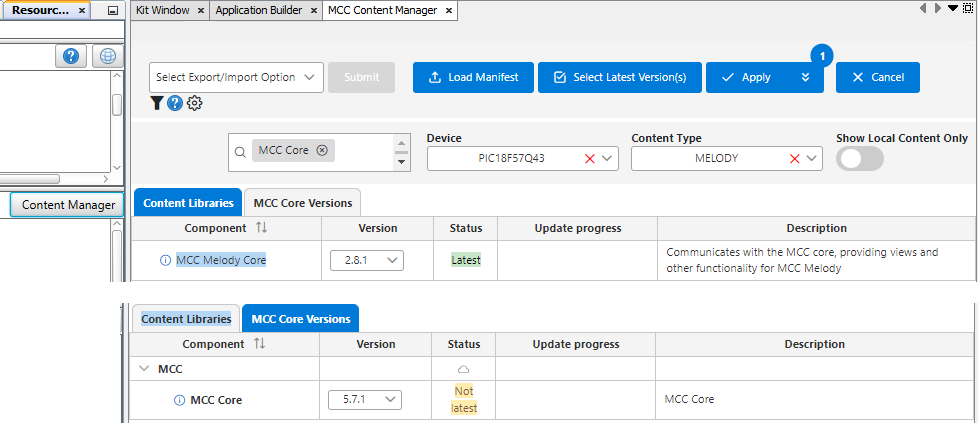 Resourc... × Kit Window × Application Builder × MCC Content Manager ×
1
Select Export/Import Option Submit Load Manifest Select Latest Version(s) Apply Cancel
MCC Core
Device
PIC18F57Q43
Content Type
MELODY
Show Local Content Only
Content Manager
Content Libraries MCC Core Versions
Component Version Status Update progress Description
MCC Melody Core 2.8.1 Latest Communicates with the MCC core, providing views and
other functionality for MCC Melody
Content Libraries MCC Core Versions
Component Version Status Update progress Description
MCC
MCC Core 5.7.1 Not
latest MCC Core